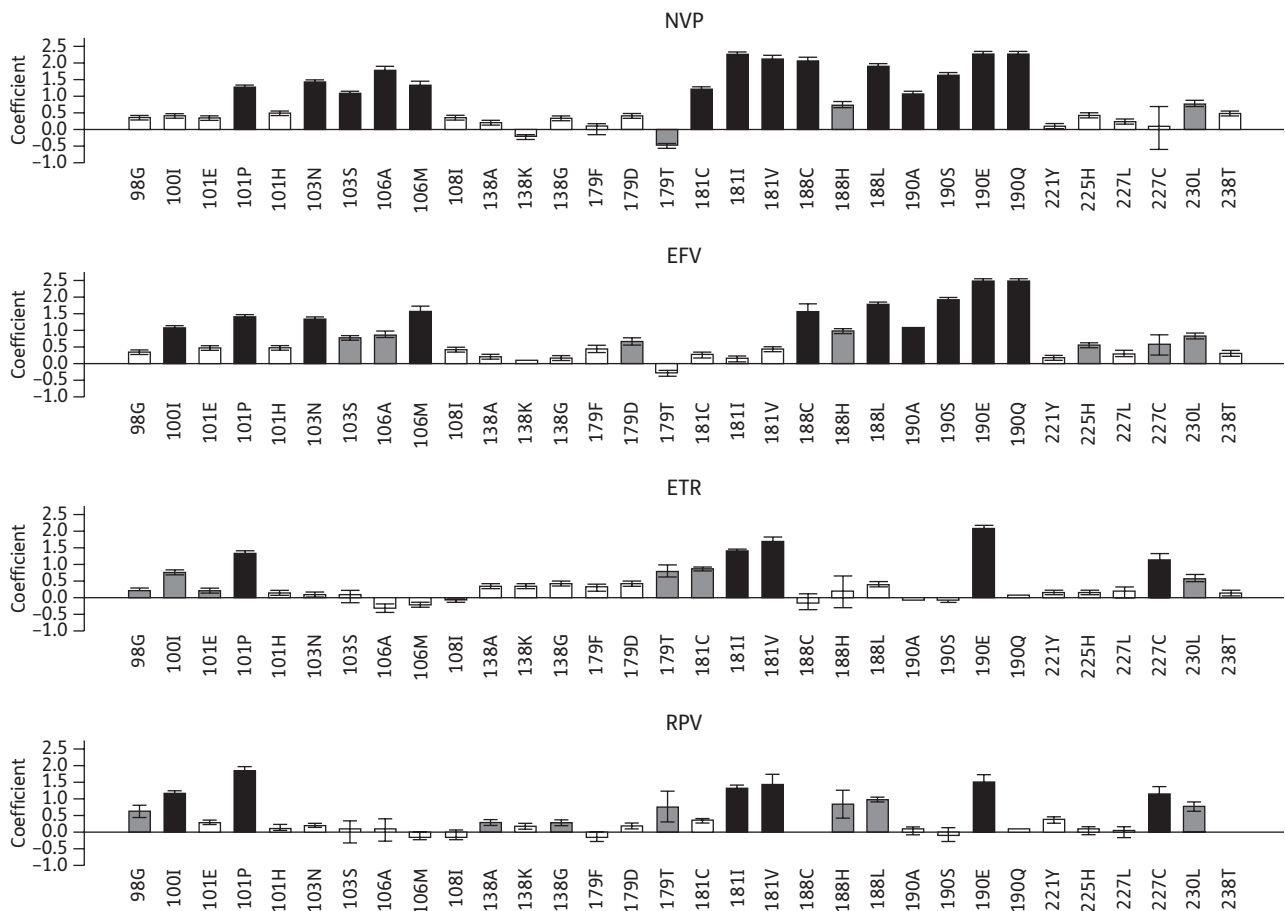 NVP
Coefficient
2.5
2.0
1.5
1.0
0.5
0.0
−0.5
−1.0
98G 100I 101E 101P 101H 103N 103S 106A 106M 108I 138A 138K 138G 179F 179D 179T 181C 181I 181V 188C 188H 188L 190A 190S 190E 190Q 221Y 225H 227L 227C 230L 238T
EFV
Coefficient
2.5
2.0
1.5
1.0
0.5
0.0
−0.5
−1.0
98G 100I 101E 101P 101H 103N 103S 106A 106M 108I 138A 138K 138G 179F 179D 179T 181C 181I 181V 188C 188H 188L 190A 190S 190E 190Q 221Y 225H 227L 227C 230L 238T
ETR
Coefficient
2.5
2.0
1.5
1.0
0.5
0.0
−0.5
−1.0
98G 100I 101E 101P 101H 103N 103S 106A 106M 108I 138A 138K 138G 179F 179D 179T 181C 181I 181V 188C 188H 188L 190A 190S 190E 190Q 221Y 225H 227L 227C 230L 238T
RPV
Coefficient
2.5
2.0
1.5
1.0
0.5
0.0
−0.5
−1.0
98G 100I 101E 101P 101H 103N 103S 106A 106M 108I 138A 138K 138G 179F 179D 179T 181C 181I 181V 188C 188H 188L 190A 190S 190E 190Q 221Y 225H 227L 227C 230L 238T